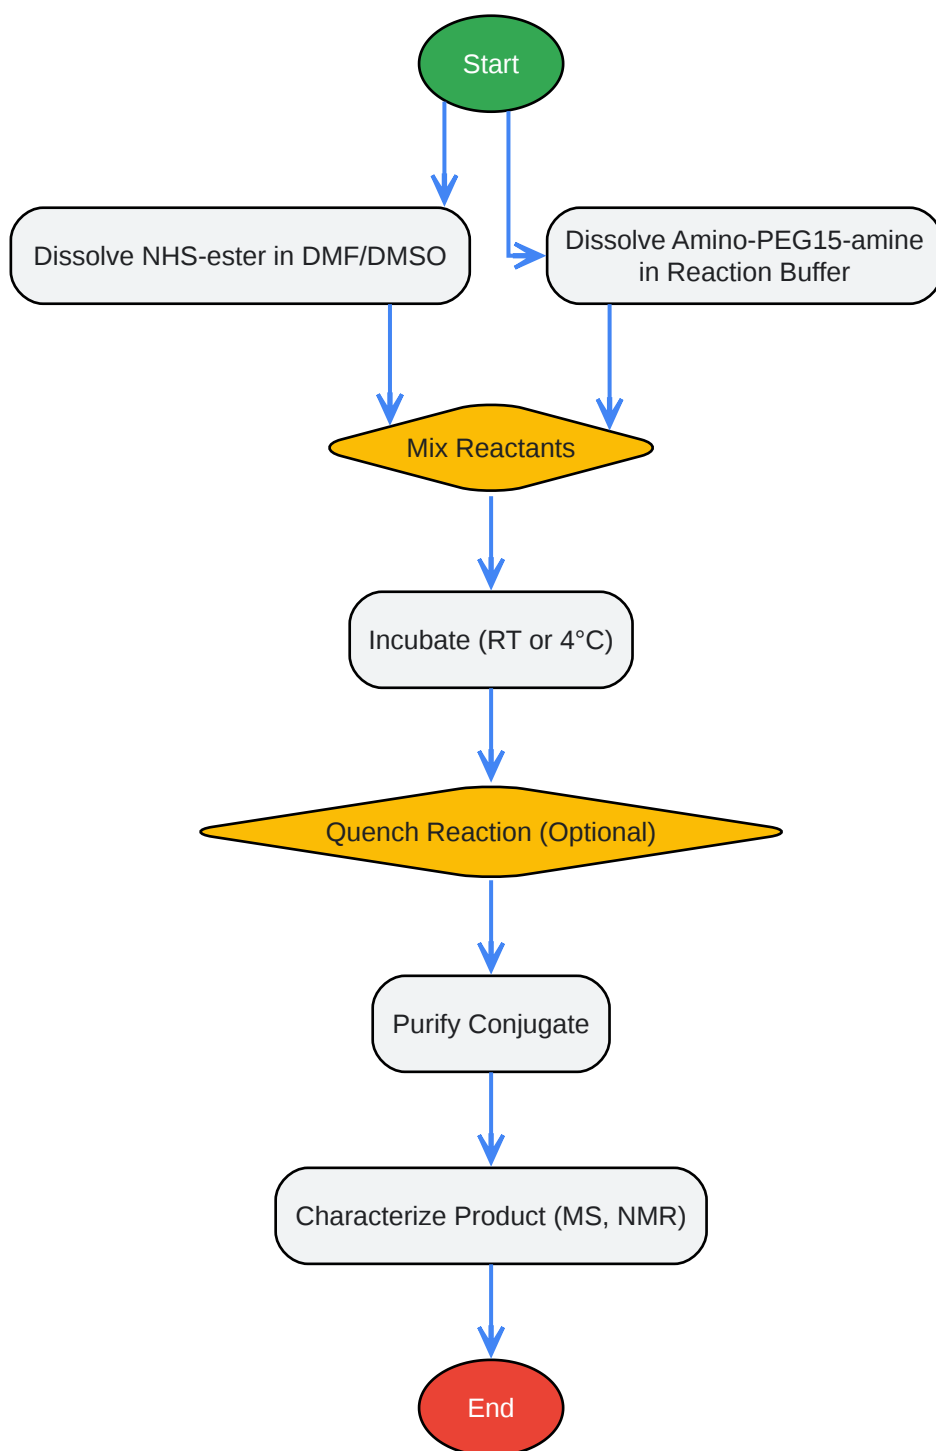 Start
Dissolve NHS-ester in DMF/DMSO
Dissolve Amino-PEG15-amine
in Reaction Buffer
Mix Reactants
Incubate (RT or 4°C)
Quench Reaction (Optional)
Purify Conjugate
Characterize Product (MS, NMR)
End